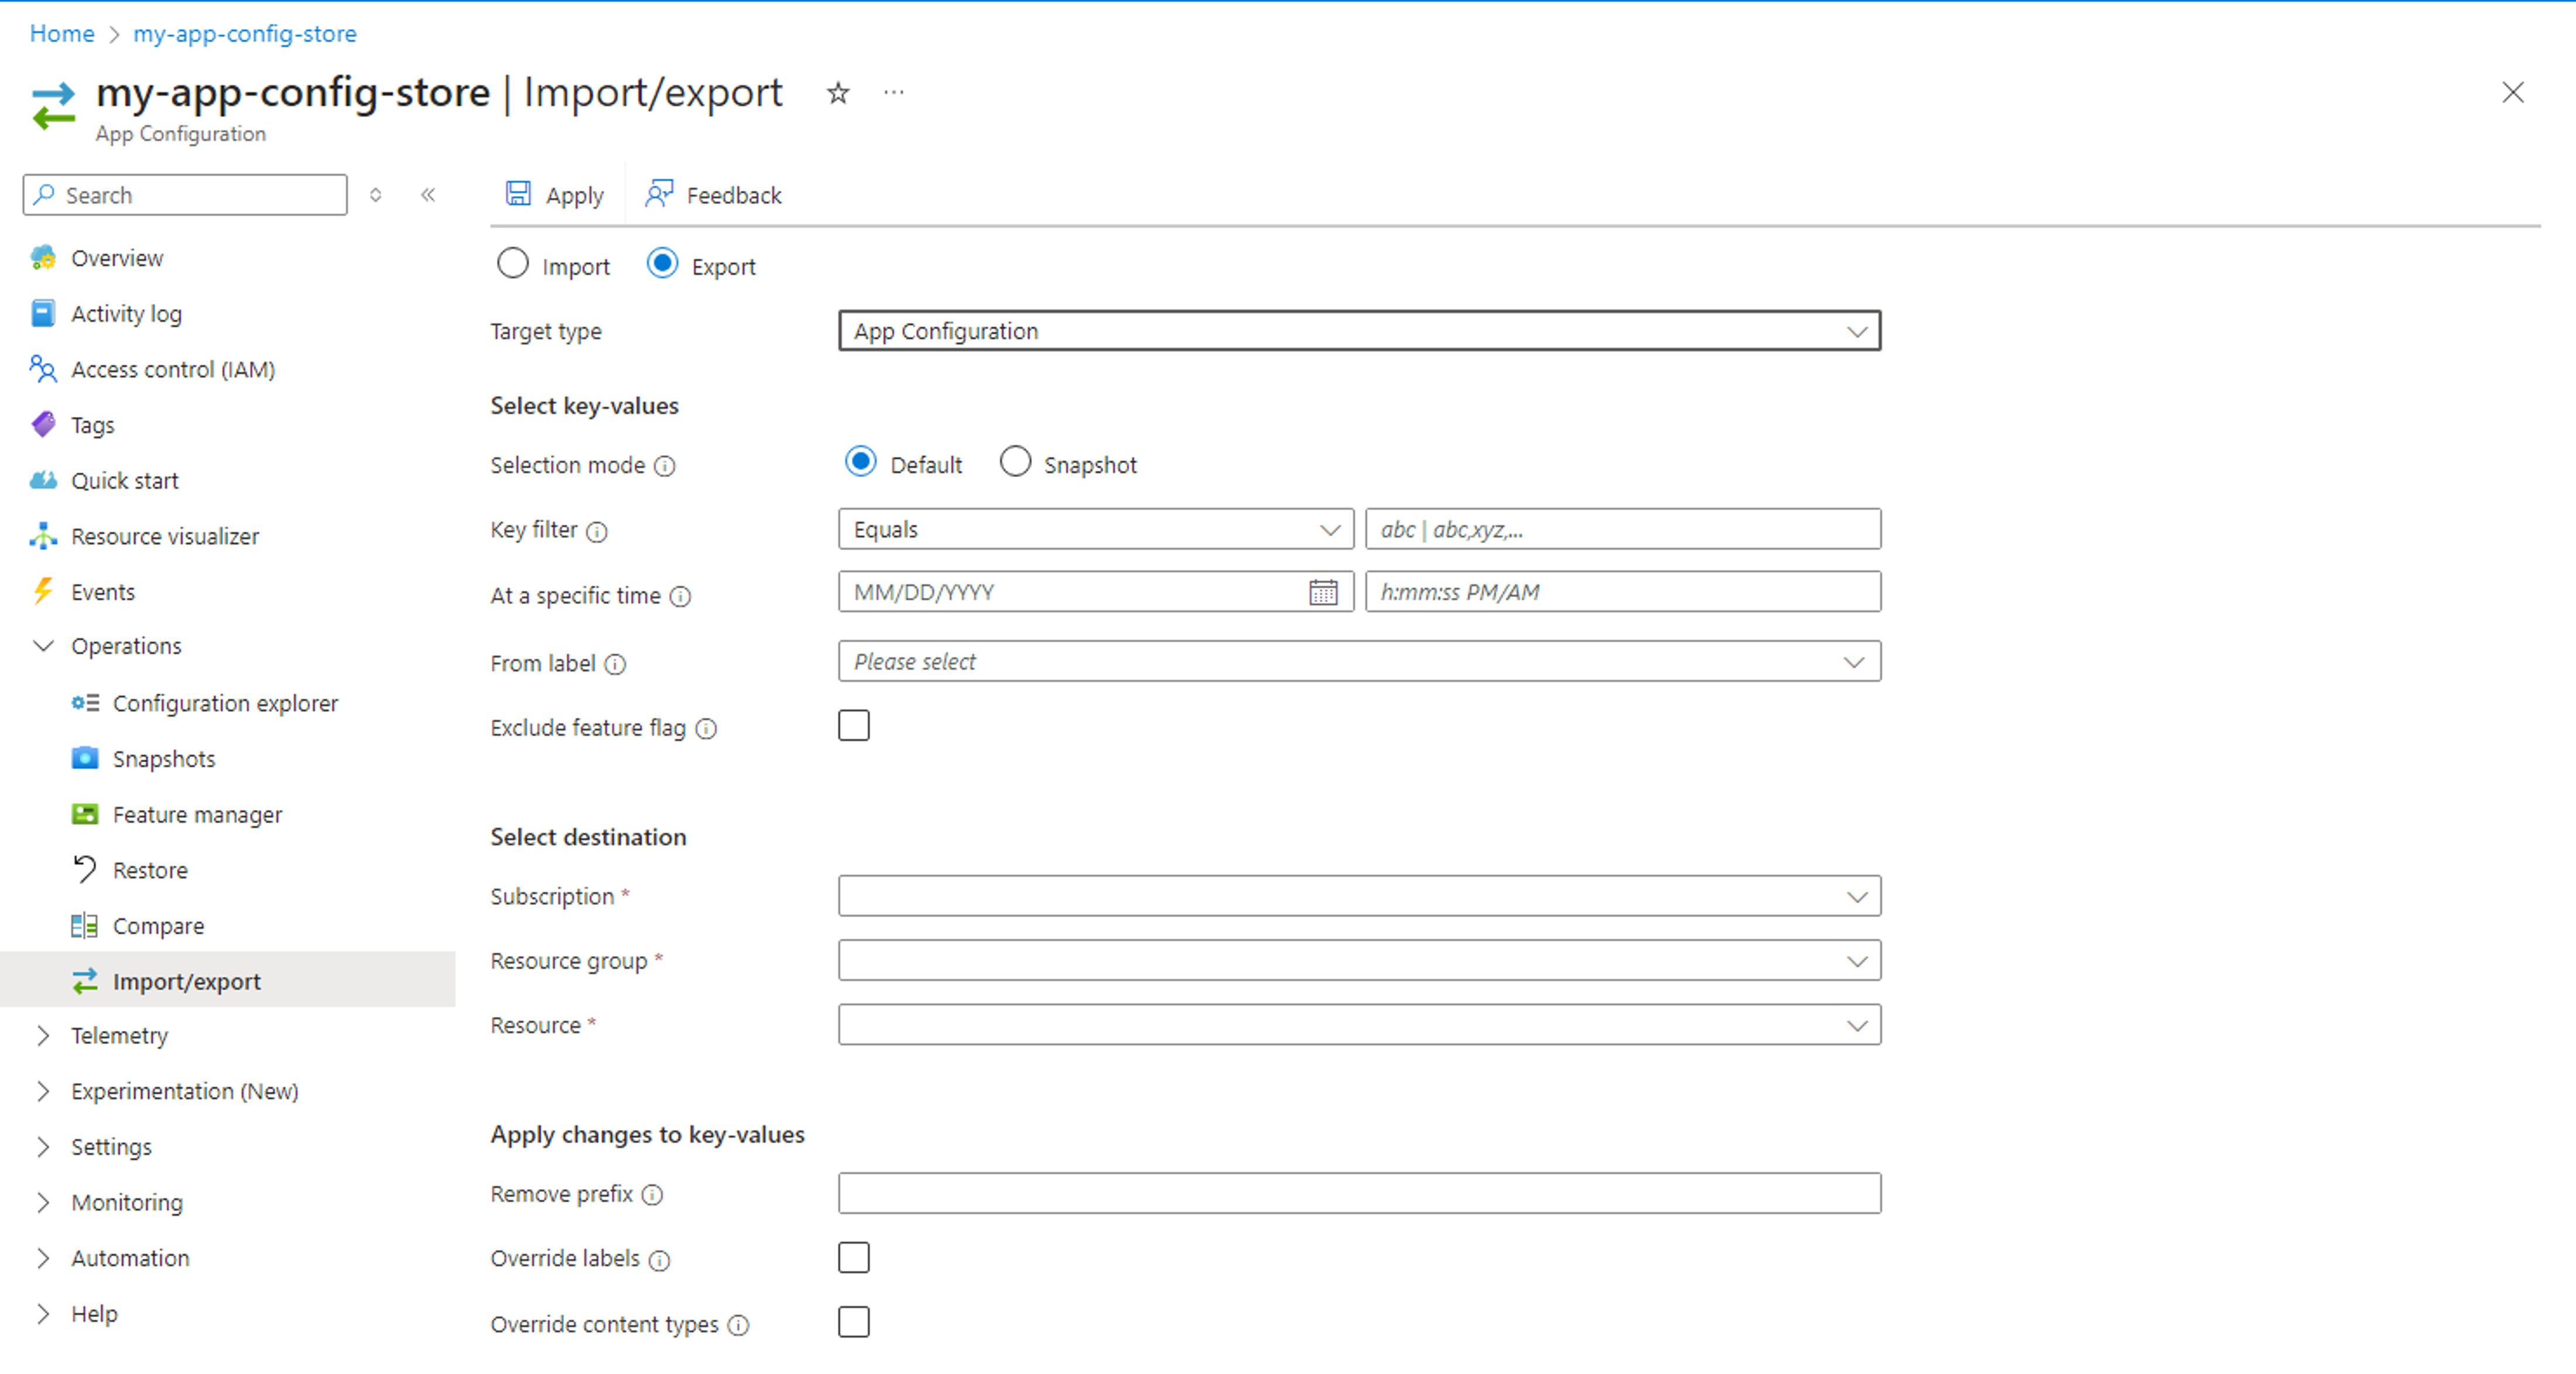 Home > my-app-config-store
my-app-config-store | Import/export
App Configuration
Search
Overview
Activity log
Access control (IAM)
Tags
Quick start
Resource visualizer
Events
Operations
Configuration explorer
Snapshots
Feature manager
Restore
Compare
Import/export
Telemetry
Experimentation (New)
Settings
Monitoring
Automation
Help
Apply Feedback
Import Export
Target type App Configuration
Select key-values
Selection mode Default Snapshot
Key filter Equals abc | abc,xyz,...
At a specific time MM/DD/YYYY h:mm:ss PM/AM
From label Please select
Exclude feature flag
Select destination
Subscription *
Resource group *
Resource *
Apply changes to key-values
Remove prefix
Override labels
Override content types